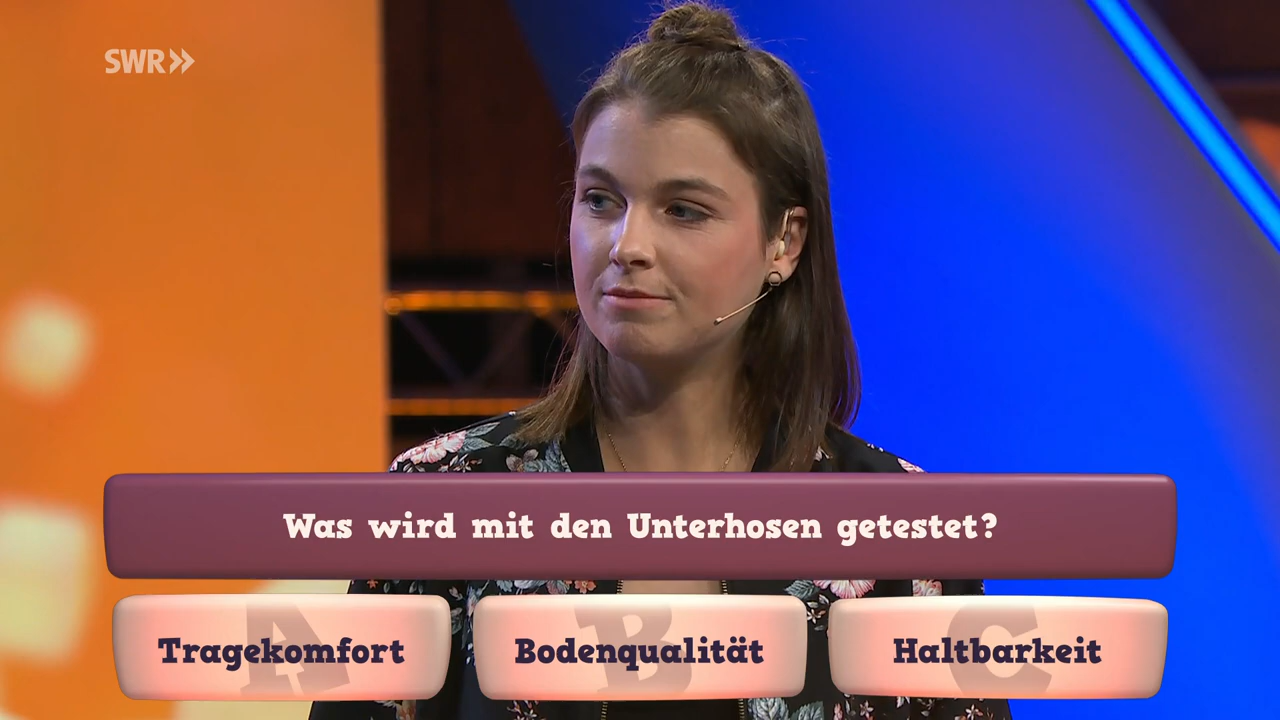 SWR»
Was wird mit den Unterhosen getestet?
A Tragekomfort
B Bodenqualität
C Haltbarkeit